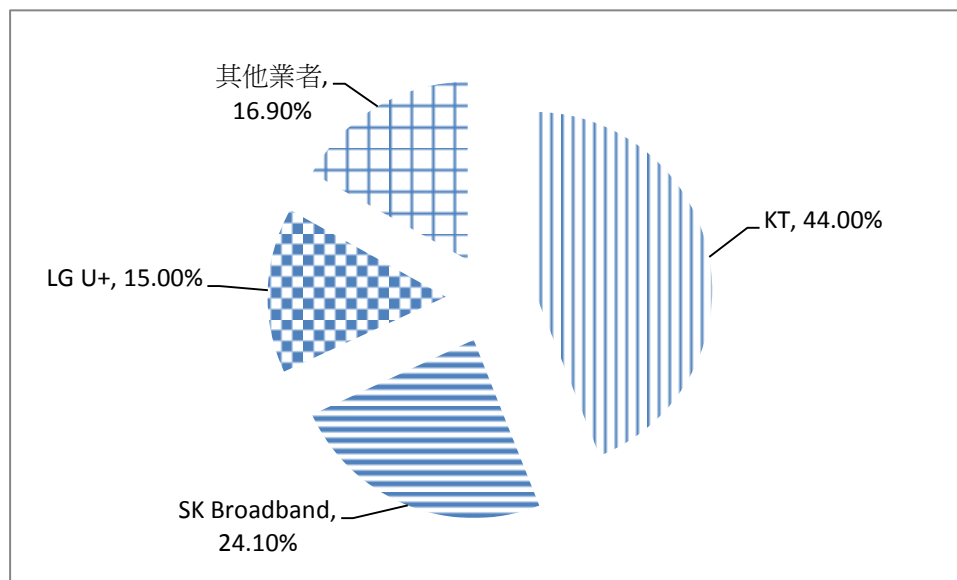 其他業者,
16.90%
KT, 44.00%
LG U+, 15.00%
SK Broadband,
24.10%